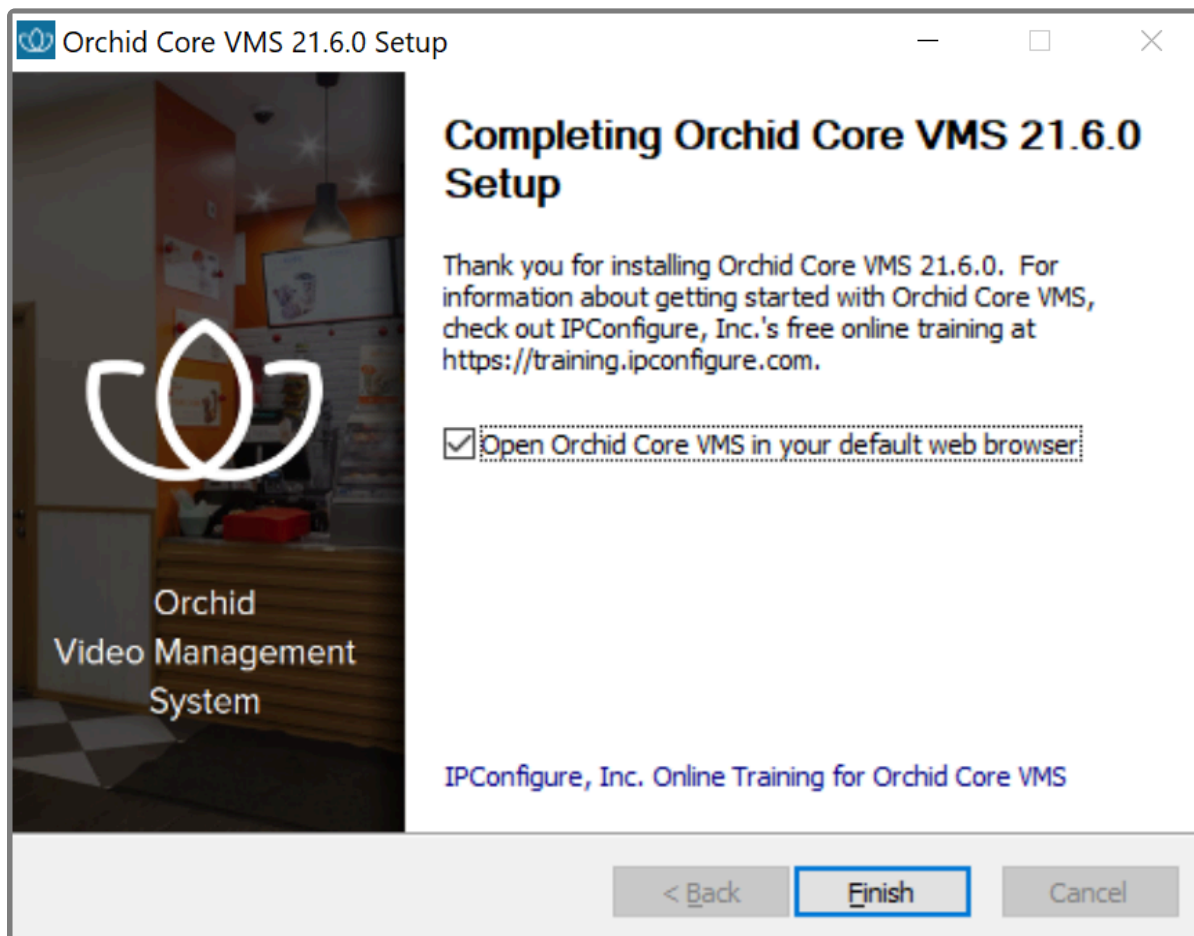 Orchid Core VMS 21.6.0 Setup
Completing Orchid Core VMS 21.6.0
Setup
Thank you for installing Orchid Core VMS 21.6.0. For
information about getting started with Orchid Core VMS,
check out IPConfigure, Inc.'s free online training at
https://training.ipconfigure.com.
Open Orchid Core VMS in your default web browser
Orchid
Video Management
System
IPConfigure, Inc. Online Training for Orchid Core VMS
< Back
Finish
Cancel